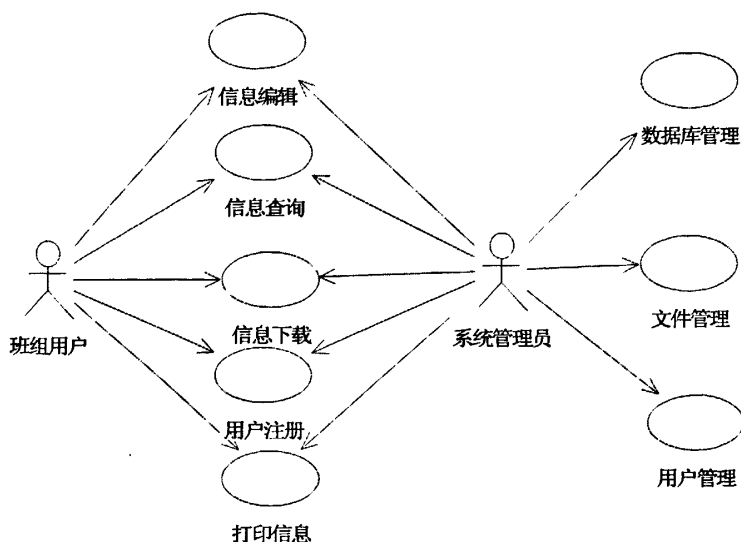 信息编辑
数据库管理
信息查询
信息下载
文件管理
班组用户
系统管理员
用户注册
用户管理
打印信息